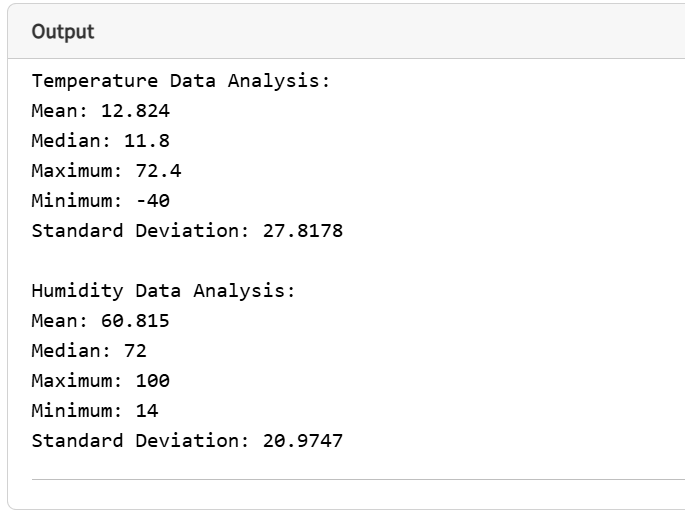 Output
Temperature Data Analysis:
Mean: 12.824
Median: 11.8
Maximum: 72.4
Minimum: -40
Standard Deviation: 27.8178
Humidity Data Analysis:
Mean: 60.815
Median: 72
Maximum: 100
Minimum: 14
Standard Deviation: 20.9747